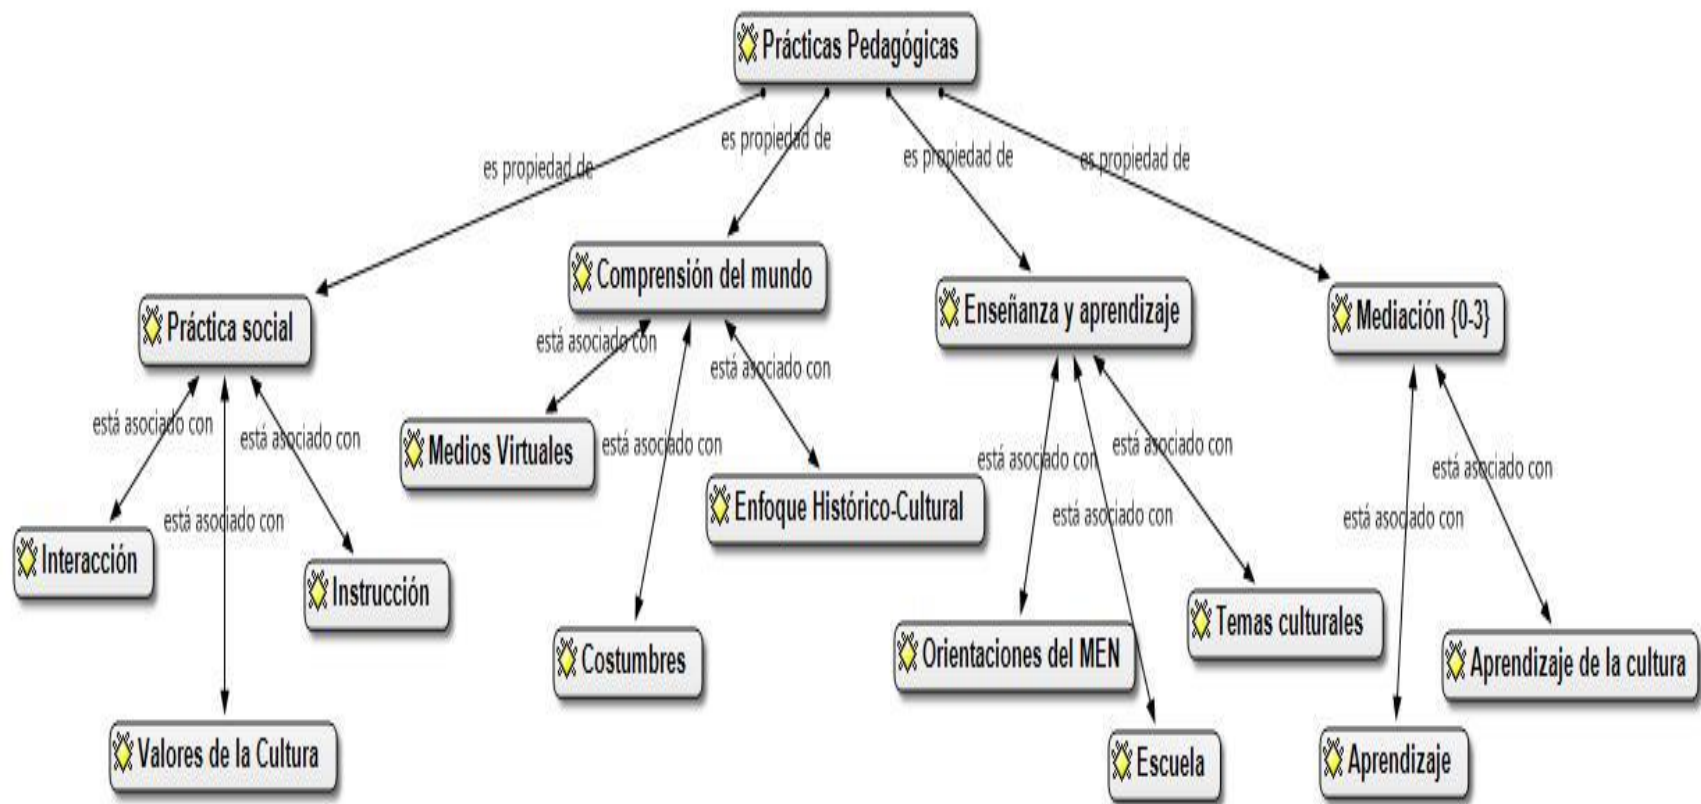 Prácticas Pedagógicas
es propiedad de
es propiedad de
es propiedad de
es propiedad de
Práctica social
Comprensión del mundo
Enseñanza y aprendizaje
Mediación {0-3}
está asociado con
está asociado con
está asociado con
Interacción
Valores de la Cultura
Instrucción
está asociado con
está asociado con
está asociado con
Medios Virtuales
Costumbres
Enfoque Histórico-Cultural
está asociado con
está asociado con
está asociado con
Orientaciones del MEN
Escuela
Temas culturales
está asociado con
está asociado con
Aprendizaje
Aprendizaje de la cultura